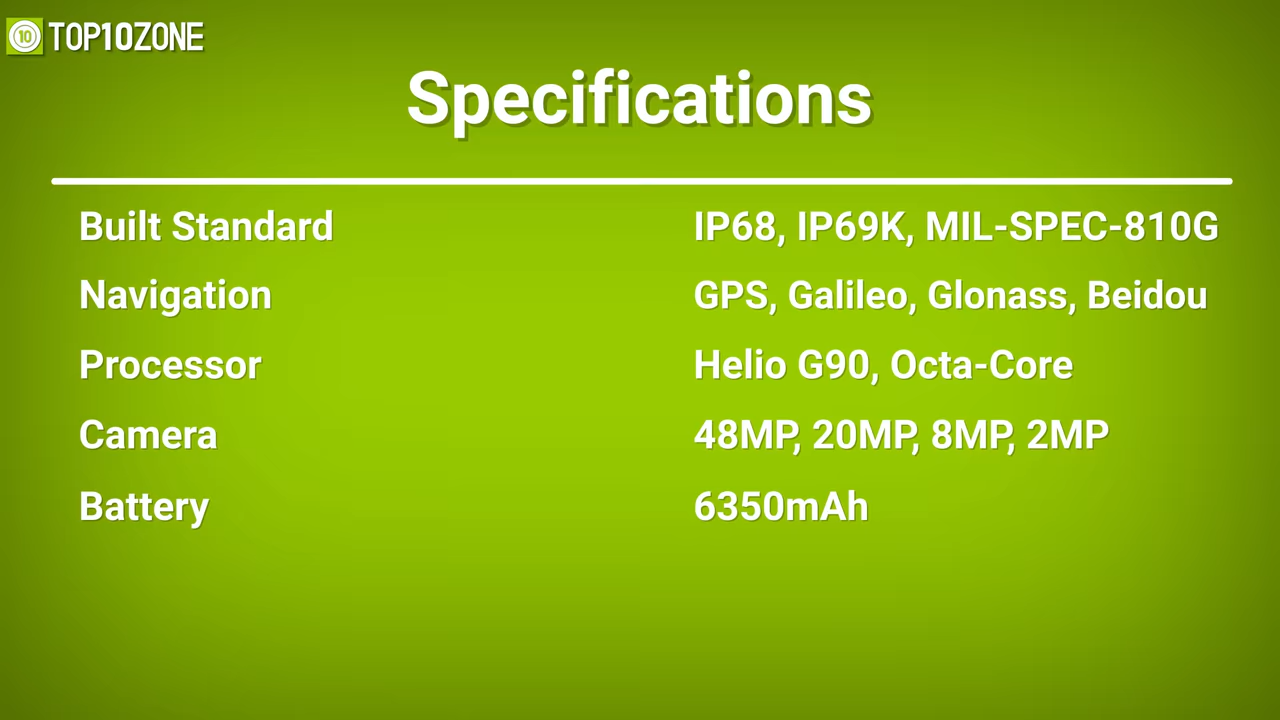 10 TOP10ZONE
Specifications
Built Standard IP68, IP69K, MIL-SPEC-810G
Navigation GPS, Galileo, Glonass, Beidou
Processor Helio G90, Octa-Core
Camera 48MP, 20MP, 8MP, 2MP
Battery 6350mAh